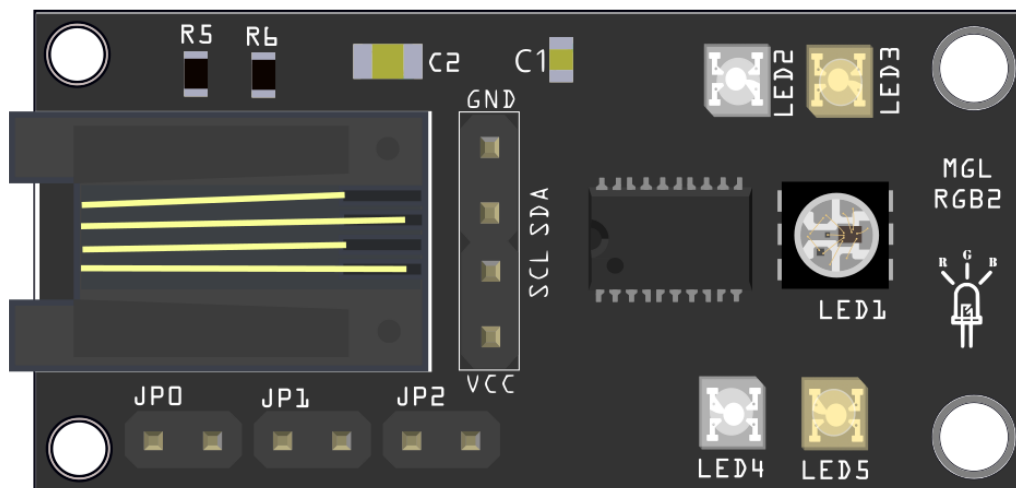 R5
R6
C2
C1
GND
SCL SDA
VCC
LED2
LED3
MGL
RGB2
R G B
LED1
JP0
JP1
JP2
LED4
LED5